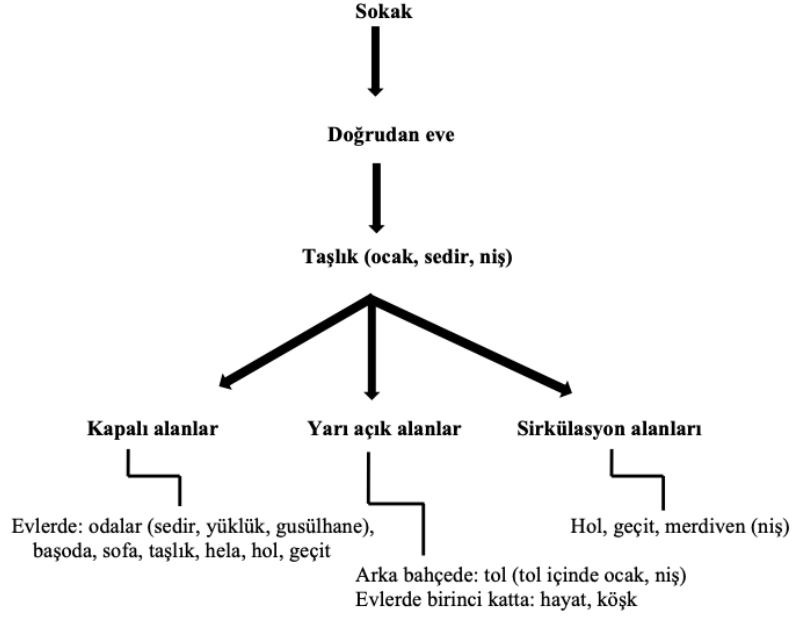 Sokak
Doğrudan eve
Taşlık (ocak, sedir, niş)
Kapalı alanlar
Yarı açık alanlar
Sirkülasyon alanları
Evlerde: odalar (sedir, yüklük, gusülhane),
başoda, sofa, taşlık, hela, hol, geçit
Hol, geçit, merdiven (niş)
Arka bahçede: tol (tol içinde ocak, niş)
Evlerde birinci katta: hayat, köşk